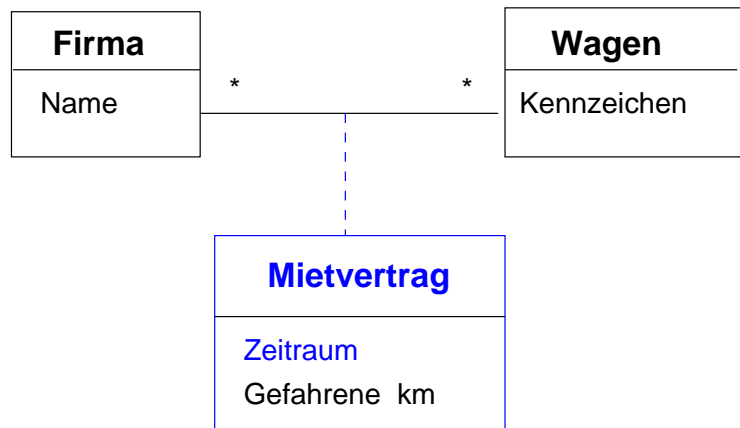 Firma
Wagen
Name
*
*
Kennzeichen
Mietvertrag
Zeitraum
Gefahrene km